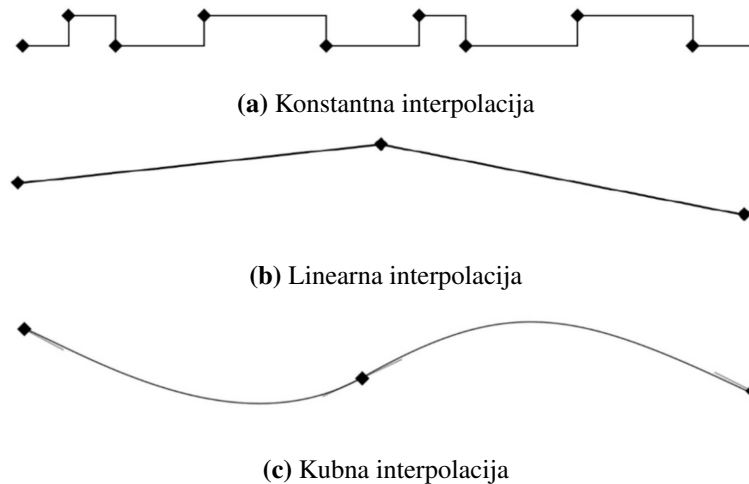 (a) Konstantna interpolacija
(b) Linearna interpolacija
(c) Kubna interpolacija